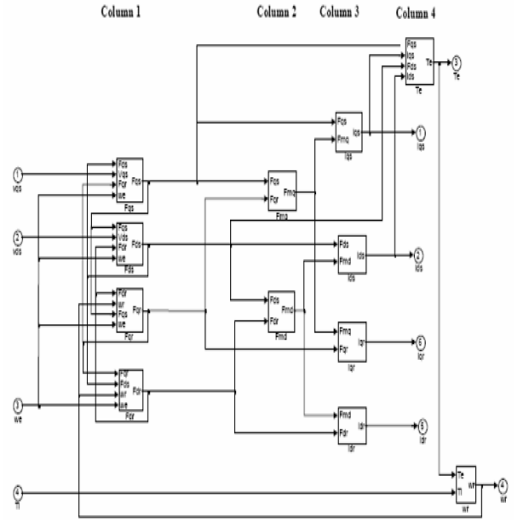 Column 1
Column 2
Column 3
Column 4
Fqs
Iqs
Fds
Ids
Te
Te
3
Te
Fqs
Fmq
Iqs
Iqs
1
iqs
1
vqs
Fds
Vqs
Fqr
we
Fqs
Fqs
Fqs
Fqr
Fmq
Fmq
2
vds
Fqs
Vds
Fdr
we
Fds
Fds
Fds
Fmd
Ids
Ids
2
ids
Fdr
wr
Fqs
we
Fqr
Fqr
Fds
Fdr
Fmd
Fmd
Fmq
Fqr
Iqr
Iqr
6
iqr
3
we
Fqr
Fds
wr
we
Fdr
Fdr
Fmd
Fdr
Idr
Idr
5
idr
4
Tl
Te
Tl
wr
wr
4
wr